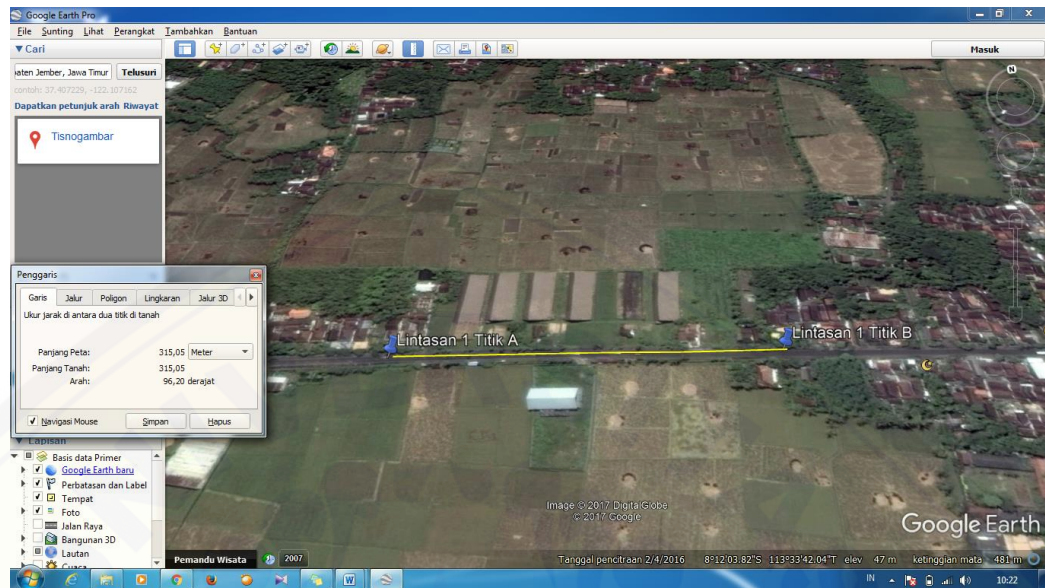 Google Earth Pro
File Sunting Lihat Perangkat Tambahkan Bantuan
Cari
Masuk
aten Jember, Jawa Timur Telusuri
contoh: 37.407229, -122.107162
Dapatkan petunjuk arah Riwayat
Tisnogambar
Penggaris
Garis Jalur Poligon Lingkaran Jalur 3D
Ukur jarak di antara dua titik di tanah
Panjang Peta: 315,05 Meter
Panjang Tanah: 315,05
Arah: 96,20 derajat
Navigasi Mouse Simpan Hapus
Lintasan 1 Titik A
Lintasan 1 Titik B
Lapisan
Basis data Primer
Google Earth baru
Perbatasan dan Label
Tempat
Foto
Jalan Raya
Bangunan 3D
Lautan
Cuaca
N
Image © 2017 DigitalGlobe
© 2017 Google
Google Earth
Pemandu Wisata 2007
Tanggal pencitraan 2/4/2016 8°12'03.82"S 113°33'42.04"T elev 47 m ketinggian mata 481 m
IN 10:22